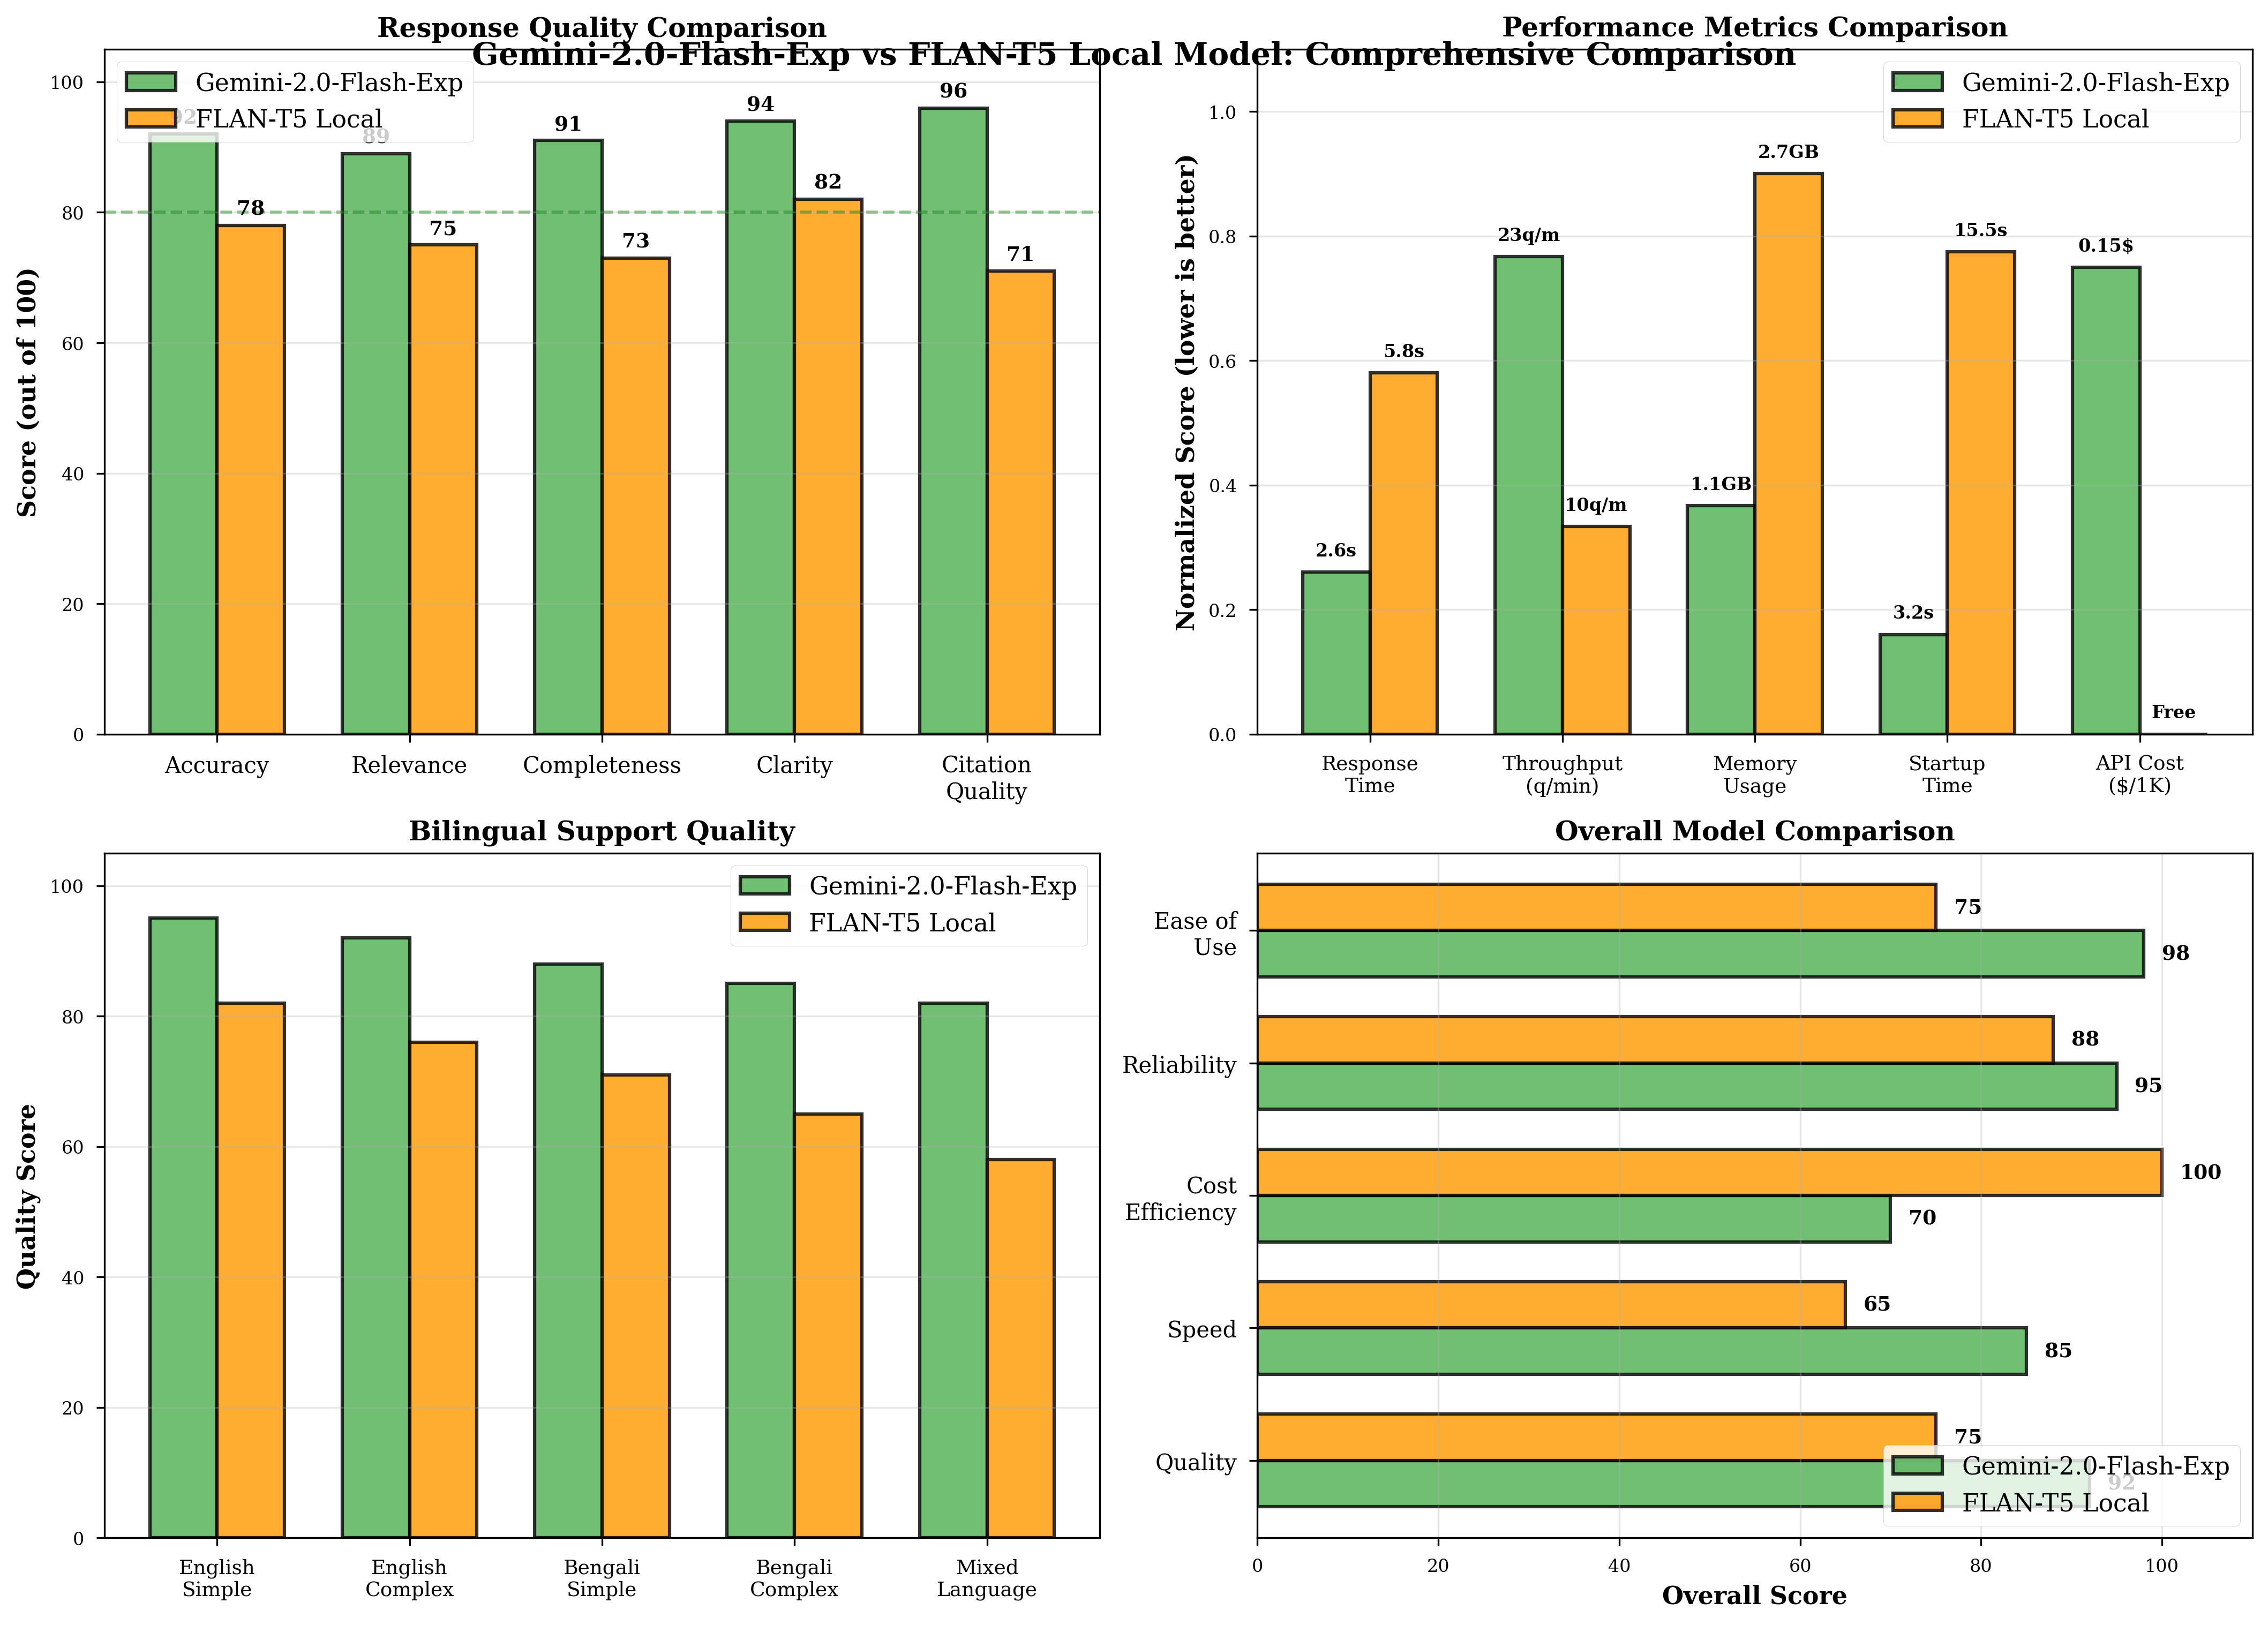 Gemini-2.0-Flash-Exp vs FLAN-T5 Local Model: Comprehensive Comparison
Response Quality Comparison
Gemini-2.0-Flash-Exp
FLAN-T5 Local
Score (out of 100)
100
80
60
40
20
0
92
78
89
75
91
73
94
82
96
71
Accuracy
Relevance
Completeness
Clarity
Citation
Quality
Performance Metrics Comparison
Gemini-2.0-Flash-Exp
FLAN-T5 Local
Normalized Score (lower is better)
1.0
0.8
0.6
0.4
0.2
0.0
2.6s
5.8s
23q/m
10q/m
1.1GB
2.7GB
3.2s
15.5s
0.15$
Free
Response
Time
Throughput
(q/min)
Memory
Usage
Startup
Time
API Cost
($/1K)
Bilingual Support Quality
Gemini-2.0-Flash-Exp
FLAN-T5 Local
Quality Score
100
80
60
40
20
0
English
Simple
English
Complex
Bengali
Simple
Bengali
Complex
Mixed
Language
Overall Model Comparison
Ease of
Use
75
98
Reliability
88
95
Cost
Efficiency
100
70
Speed
65
85
Quality
75
92
Gemini-2.0-Flash-Exp
FLAN-T5 Local
0
20
40
60
80
100
Overall Score